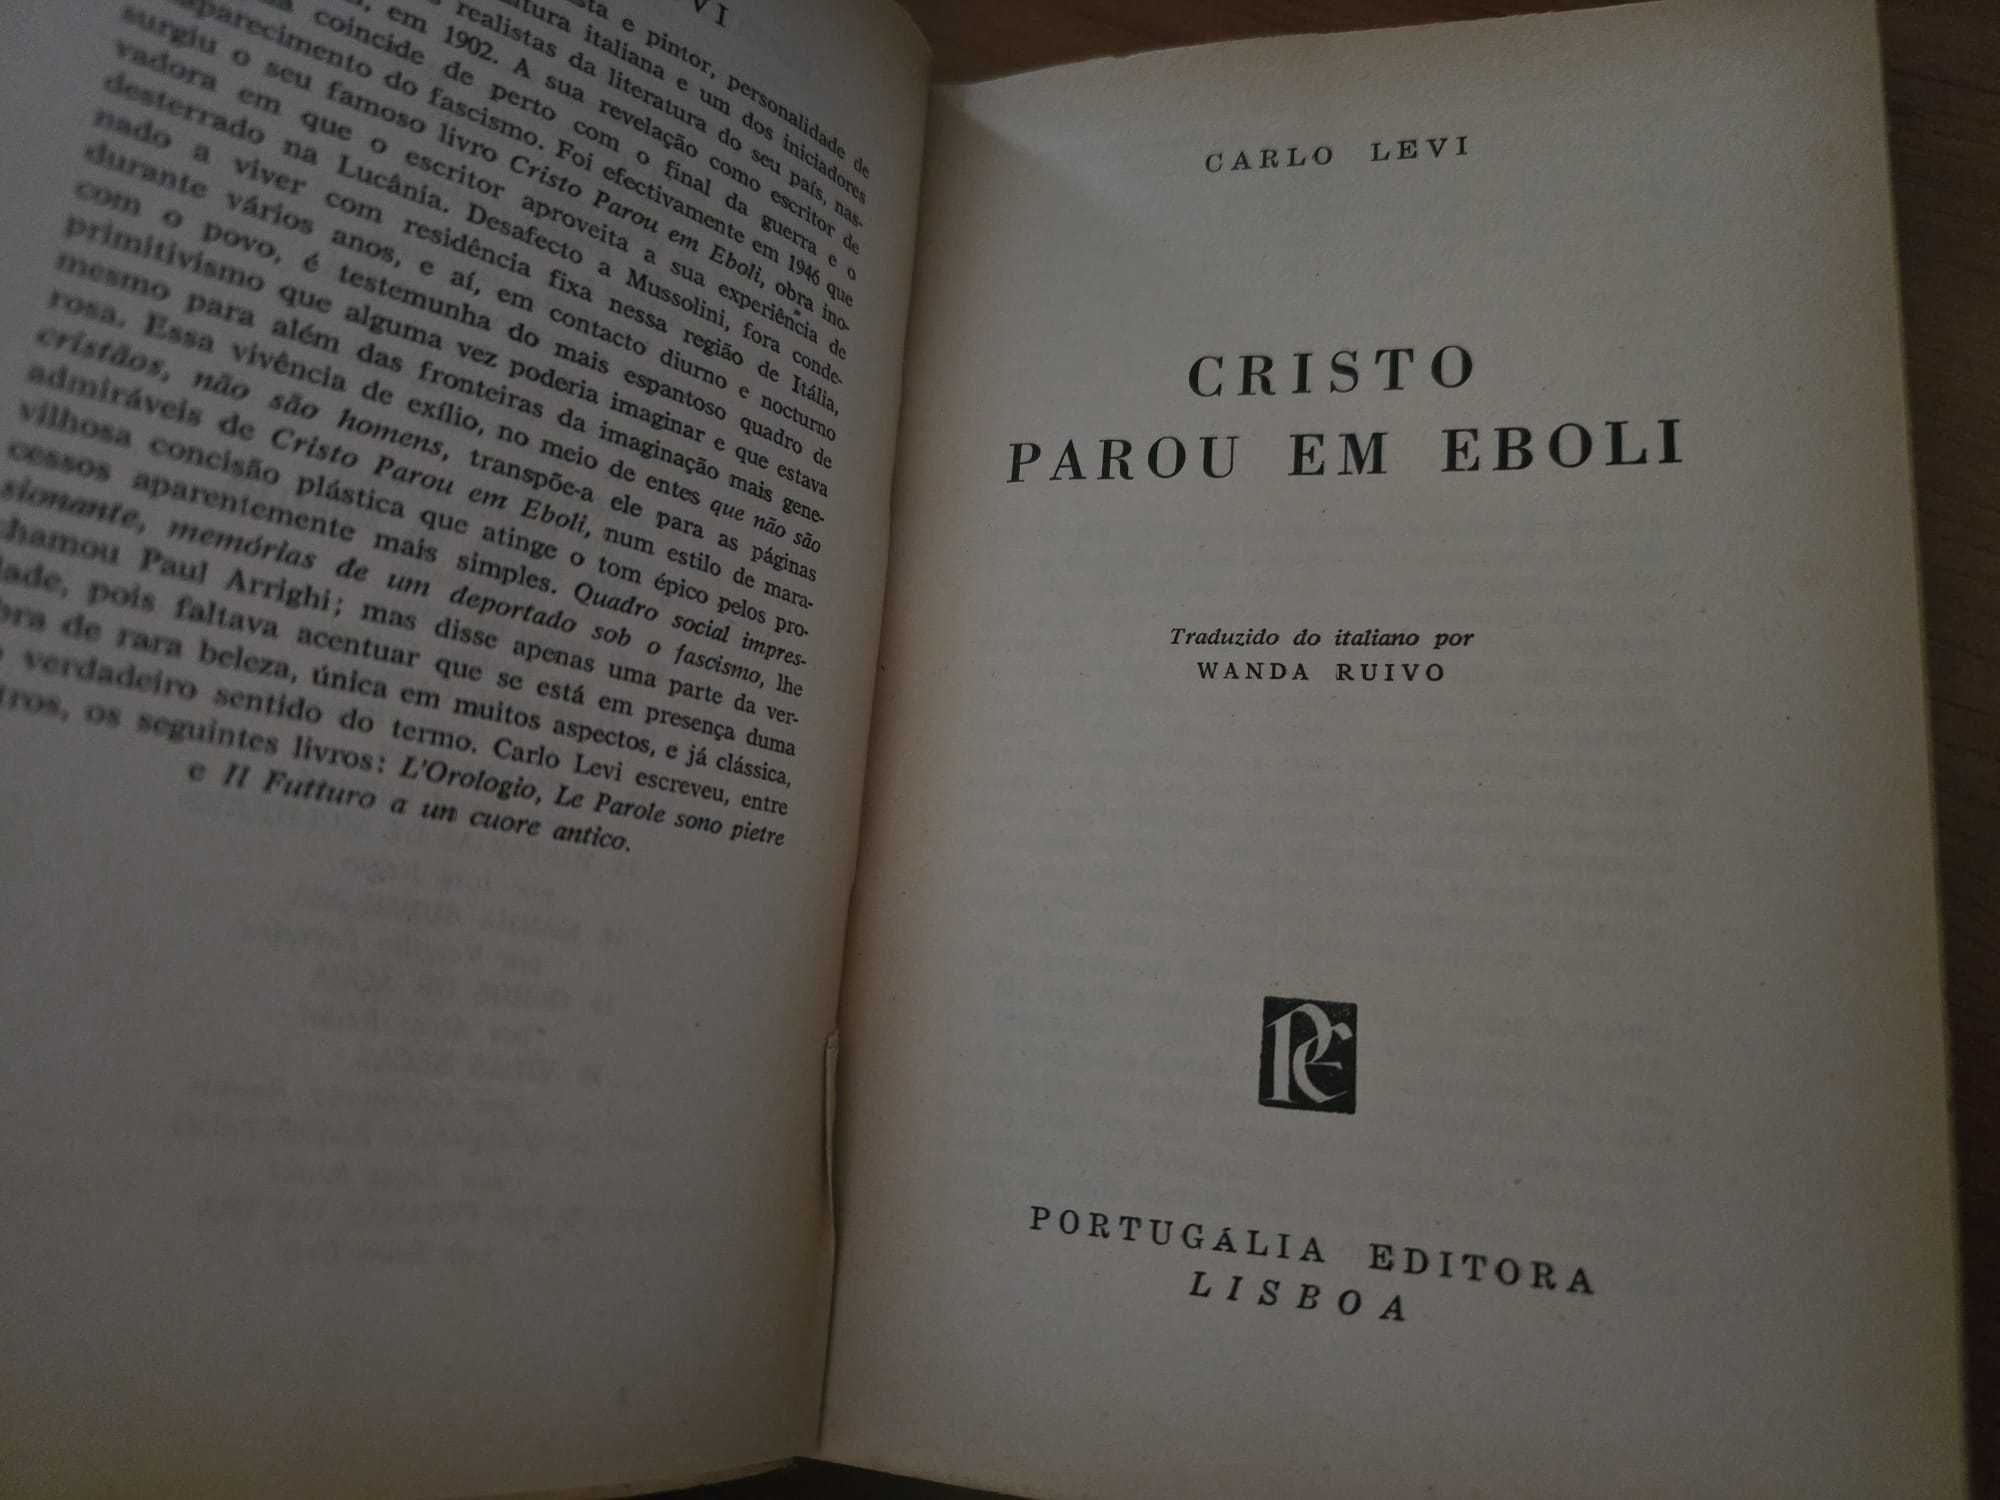 VI
ista e pintor, personalidade de
italiana e um dos iniciadores
realistas da literatura do seu país, nas-
em 1902. A sua revelação como escritor de
coincide de perto com o final da guerra e o
aparecimento do fascismo. Foi efectivamente em 1946 que
surgiu o seu famoso livro Cristo Parou em Eboli, obra ino-
vadora em que o escritor aproveita a sua experiência de
desterrado na Lucânia. Desafecto a Mussolini, fora conde-
nado a viver com residência fixa nessa região de Itália,
durante vários anos, e aí, em contacto diurno e nocturno
com o povo, é testemunha do mais espantoso quadro de
primitivismo que alguma vez poderia imaginar e que estava
mesmo para além das fronteiras da imaginação mais gene-
rosa. Essa vivência de exílio, no meio de entes que não são
cristãos, não são homens, transpõe-a ele para as páginas
admiráveis de Cristo Parou em Eboli, num estilo de mara-
vilhosa concisão plástica que atinge o tom épico pelos pro-
cessos aparentemente mais simples. Quadro social impres-
sionante, memórias de um deportado sob o fascismo, lhe
chamou Paul Arrighi; mas disse apenas uma parte da ver-
dade, pois faltava acentuar que se está em presença duma
obra de rara beleza, única em muitos aspectos, e já clássica,
verdadeiro sentido do termo. Carlo Levi escreveu, entre
outros, os seguintes livros: L'Orologio, Le Parole sono pietre
e Il Futturo a un cuore antico.
CARLO LEVI
CRISTO
PAROU EM EBOLI
Traduzido do italiano por
WANDA RUIVO
PE
PORTUGÁLIA EDITORA
LISBOA